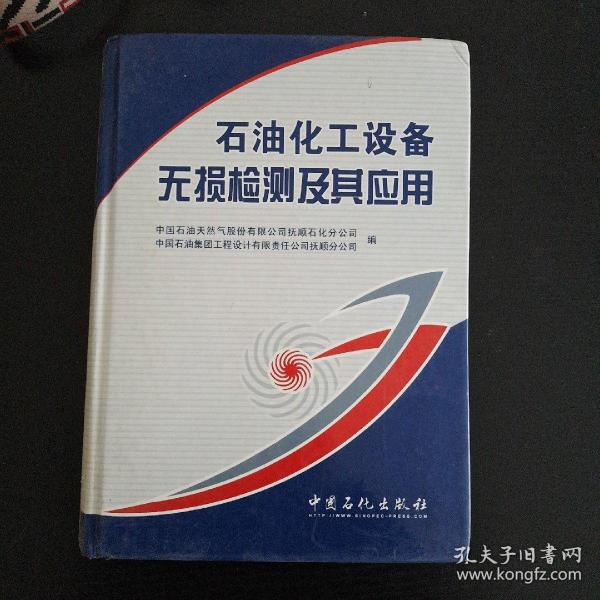 石油化工设备
无损检测及其应用
中国石油天然气股份有限公司抚顺石化分公司
中国石油集团工程设计有限责任公司抚顺分公司
编
中国石化出版社
HTTP://WWW.SINOPEC-PRESS.COM
孔夫子旧书网
www.kongfz.com